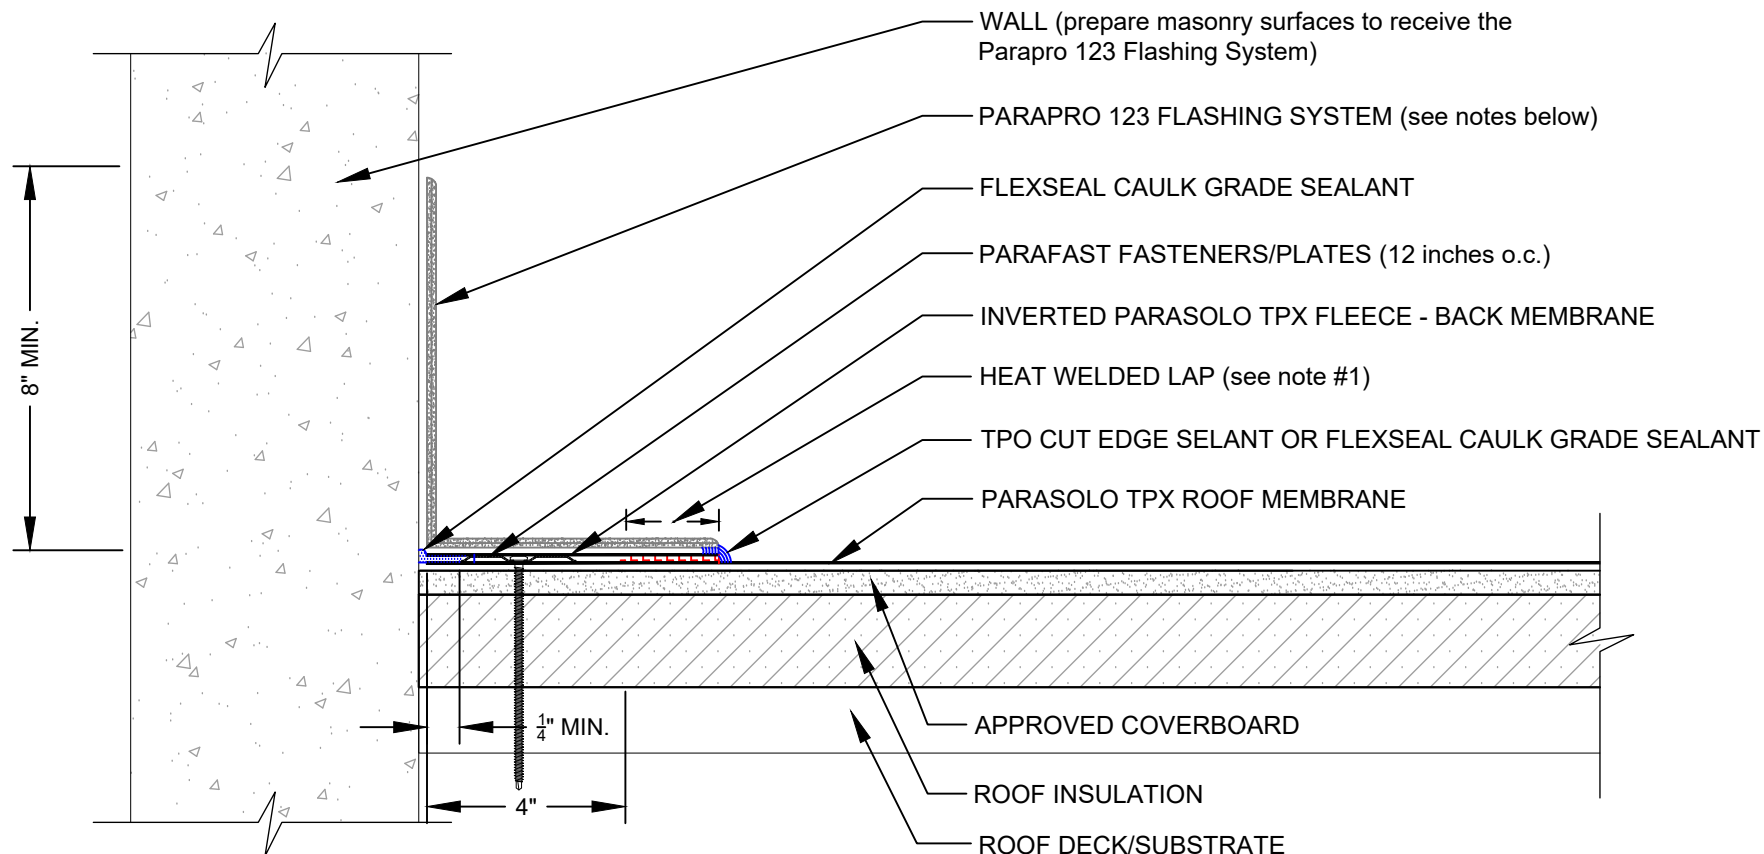 WALL (prepare masonry surfaces to receive the
Parapro 123 Flashing System)
PARAPRO 123 FLASHING SYSTEM (see notes below)
FLEXSEAL CAULK GRADE SEALANT
PARAFAST FASTENERS/PLATES (12 inches o.c.)
INVERTED PARASOLO TPX FLEECE - BACK MEMBRANE
HEAT WELDED LAP (see note #1)
TPO CUT EDGE SELANT OR FLEXSEAL CAULK GRADE SEALANT
PARASOLO TPX ROOF MEMBRANE
8" MIN.
1/4" MIN.
4"
APPROVED COVERBOARD
ROOF INSULATION
ROOF DECK/SUBSTRATE